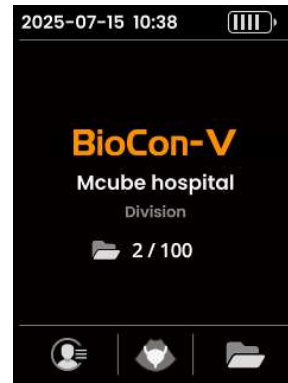 2025-07-15 10:38
BioCon-V
Mcube hospital
Division
2 / 100